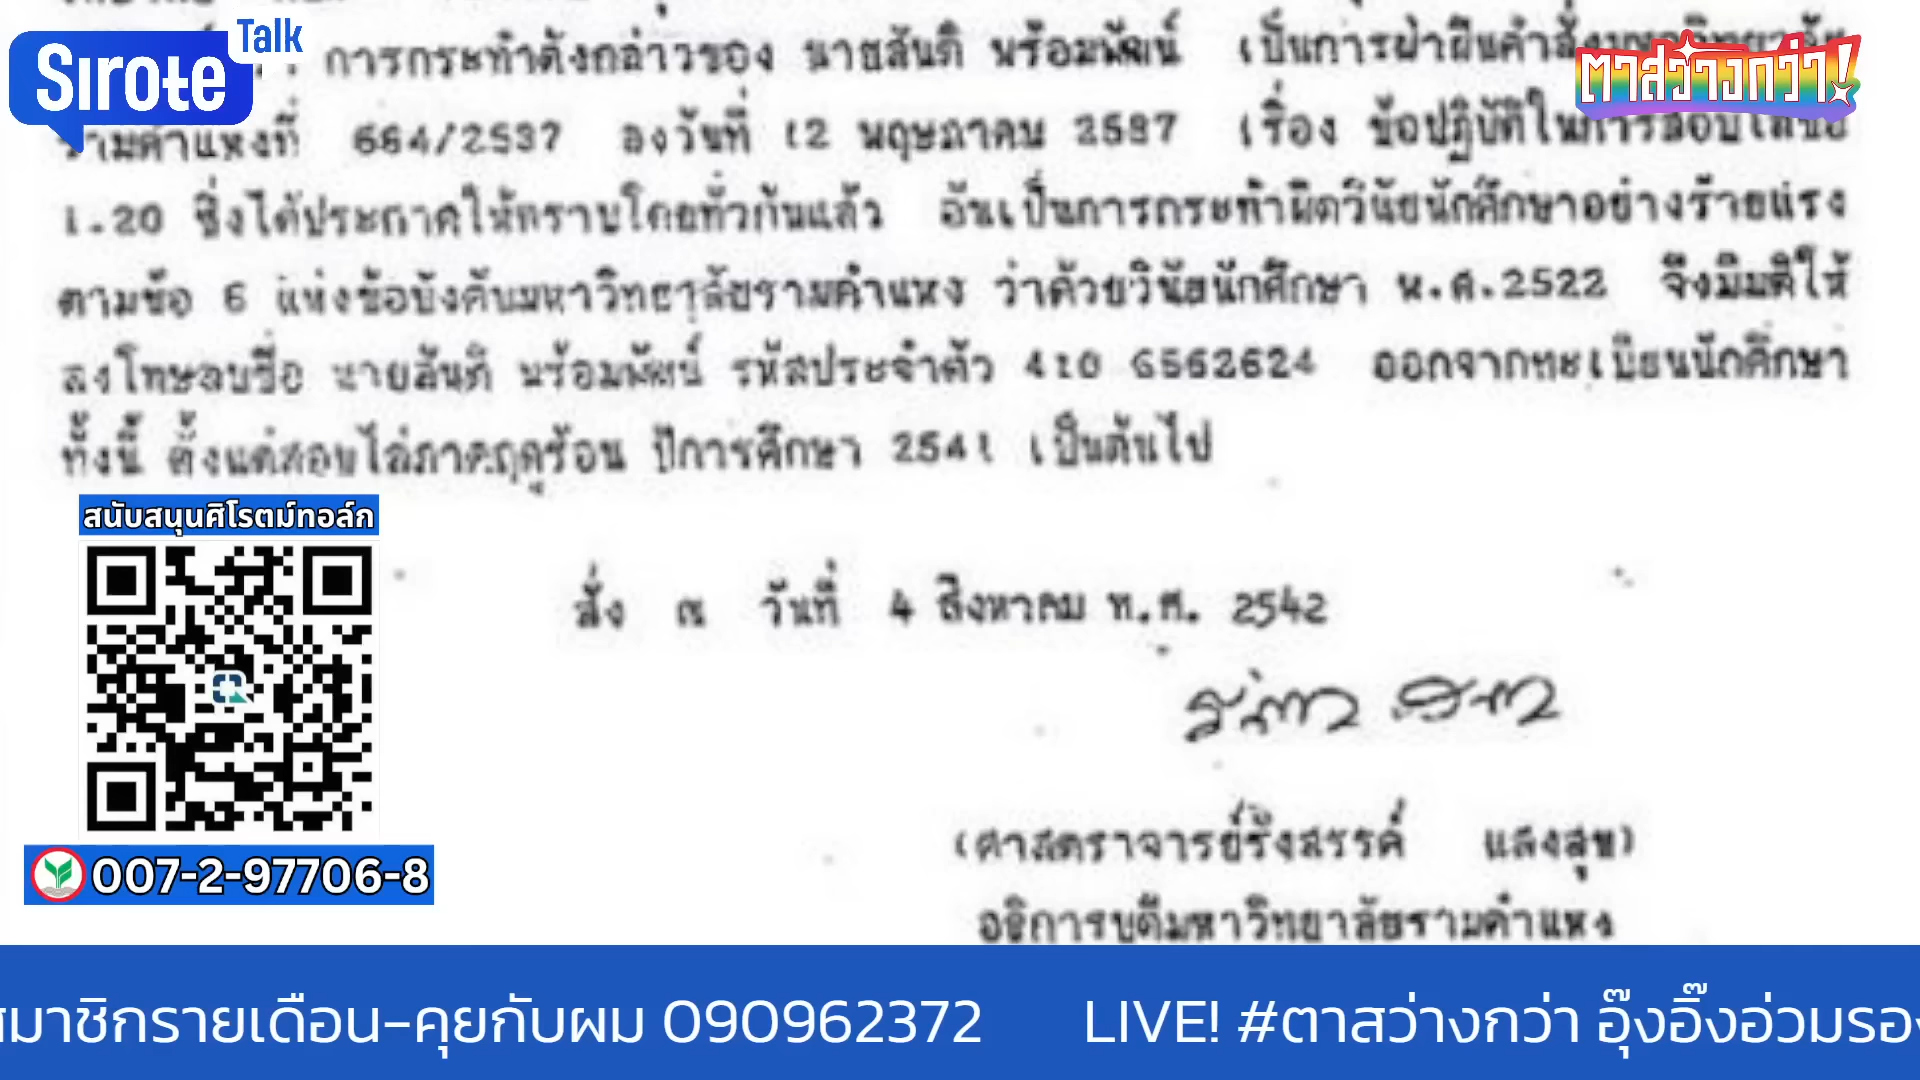 Sirote Talk
ตาสว่างกว่า!
การกระทำดังกล่าวของ นายสันติ พร้อมพัฒน์ เป็นการฝ่าฝืนคำสั่งมหาวิทยาลัย
รามคำแหงที่ 664/2537 ลงวันที่ 12 พฤษภาคม 2537 เรื่อง ข้อปฏิบัติในการสอบไล่ข้อ
1.20 ซึ่งได้ประกาศให้ทราบโดยทั่วกันแล้ว อันเป็นการกระทำผิดวินัยนักศึกษาอย่างร้ายแรง
ตามข้อ 6 แห่งข้อบังคับมหาวิทยาลัยรามคำแหง ว่าด้วยวินัยนักศึกษา พ.ศ.2522 จึงมีมติให้
ลงโทษลบชื่อ นายสันติ พร้อมพัฒน์ รหัสประจำตัว 410 6562624 ออกจากทะเบียนนักศึกษา
ทั้งนี้ ตั้งแต่สอบไล่ภาคฤดูร้อน ปีการศึกษา 2541 เป็นต้นไป
สั่ง ณ วันที่ 4 สิงหาคม พ.ศ. 2542
(ศาสตราจารย์รังสรรค์ แสงสุข)
อธิการบดีมหาวิทยาลัยรามคำแหง
สนับสนุนศิโรตม์ทอล์ก
007-2-97706-8
สมาชิกรายเดือน-คุยกับผม 090962372 LIVE! #ตาสว่างกว่า อุ๊งอิ๊งอ่วมรอง